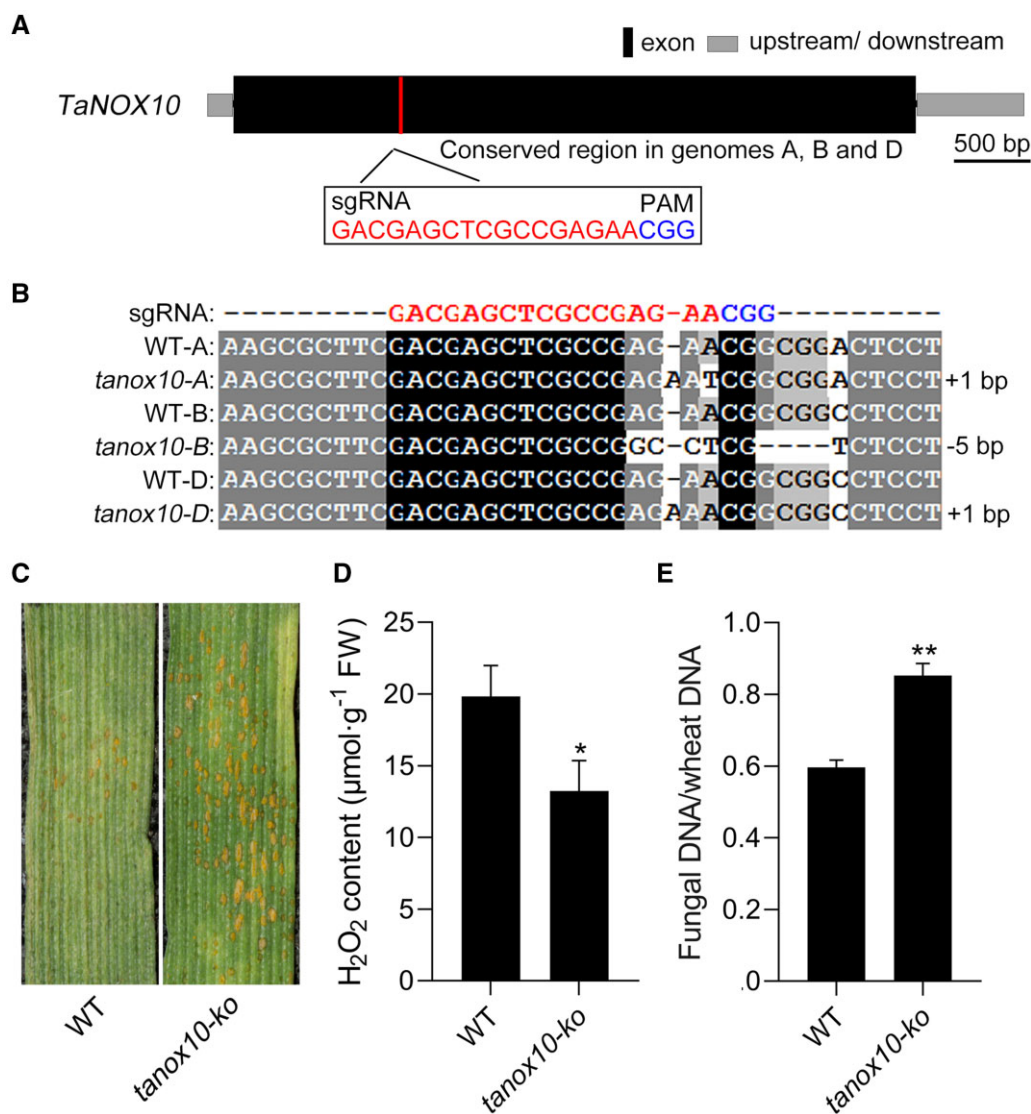 A
exon
upstream/ downstream
TaNOX10
Conserved region in genomes A, B and D
500 bp
sgRNA PAM
GACGAGCTCGCCGAGAACGG
B
sgRNA: ---------GACGAGCTCGCCGAG-AACGG---------
WT-A: AAGCGCTTCGACGAGCTCGCCGAG-AACGGCGGACTCCT
tanox10-A: AAGCGCTTCGACGAGCTCGCCGAGAATCGGCGGACTCCT +1 bp
WT-B: AAGCGCTTCGACGAGCTCGCCGAG-AACGGCGGCCTCCT
tanox10-B: AAGCGCTTCGACGAGCTCGCCGGC-CTCG----TCTCCT -5 bp
WT-D: AAGCGCTTCGACGAGCTCGCCGAG-AACGGCGGCCTCCT
tanox10-D: AAGCGCTTCGACGAGCTCGCCGAGAAACGGCGGCCTCCT +1 bp
C
WT
tanox10-ko
D
H₂O₂ content (μmol·g⁻¹ FW)
25
20
15
10
5
0
*
WT
tanox10-ko
E
Fungal DNA/wheat DNA
1.0
0.8
0.6
0.4
0.2
.0
**
WT
tanox10-ko